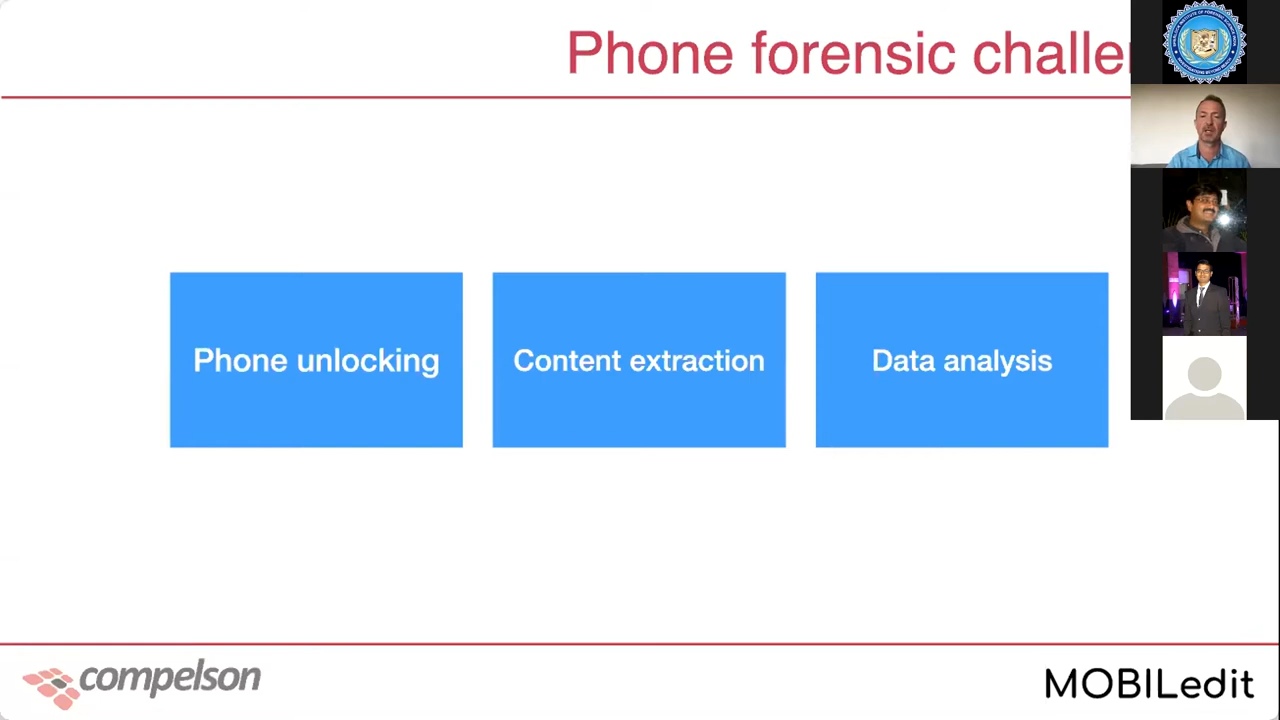 Phone forensic challe
Phone unlocking
Content extraction
Data analysis
compelson
MOBILedit